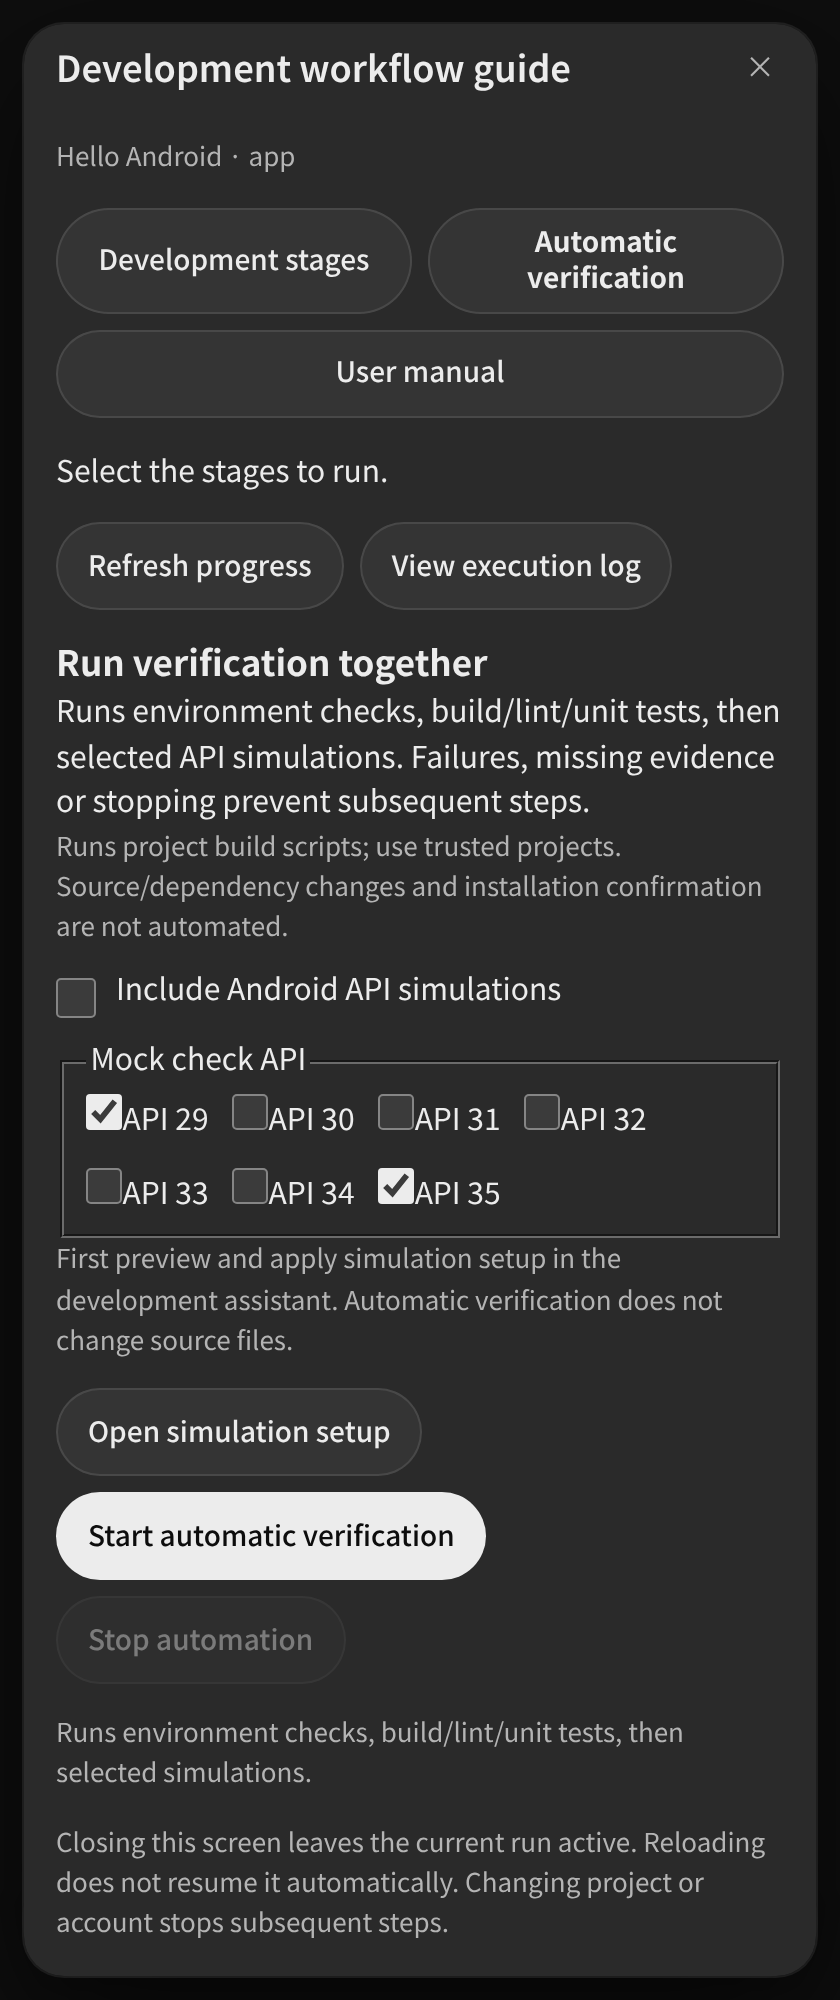 Development workflow guide
Hello Android · app
Development stages
Automatic
verification
User manual
Select the stages to run.
Refresh progress
View execution log
Run verification together
Runs environment checks, build/lint/unit tests, then
selected API simulations. Failures, missing evidence
or stopping prevent subsequent steps.
Runs project build scripts; use trusted projects.
Source/dependency changes and installation confirmation
are not automated.
Include Android API simulations
Mock check API
API 29 API 30 API 31 API 32
API 33 API 34 API 35
First preview and apply simulation setup in the
development assistant. Automatic verification does not
change source files.
Open simulation setup
Start automatic verification
Stop automation
Runs environment checks, build/lint/unit tests, then
selected simulations.
Closing this screen leaves the current run active. Reloading
does not resume it automatically. Changing project or
account stops subsequent steps.